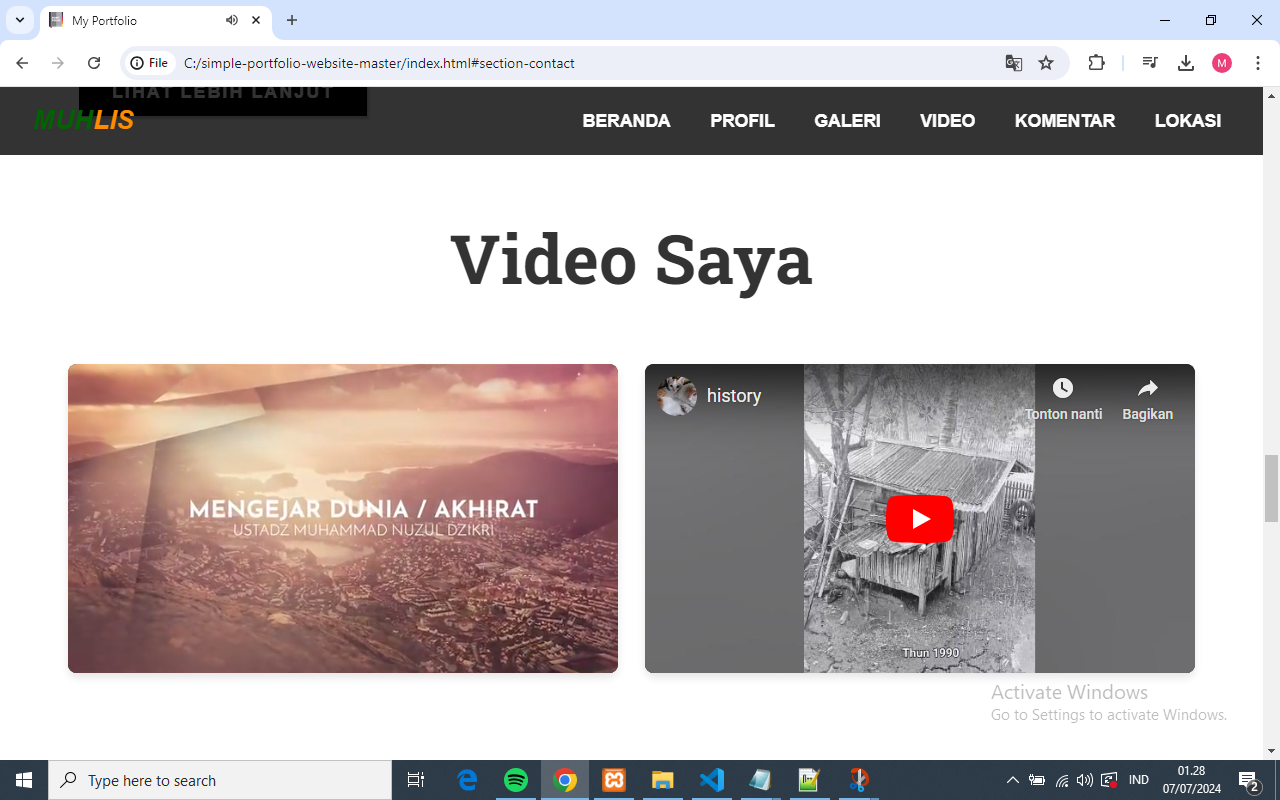 My Portfolio
File
C:/simple-portfolio-website-master/index.html#section-contact
M
LIHAT LEBIH LANJUT
MUHLIS
BERANDA PROFIL GALERI VIDEO KOMENTAR LOKASI
Video Saya
MENGEJAR DUNIA / AKHIRAT
USTADZ MUHAMMAD NUZUL DZIKRI
history
Tonton nanti
Bagikan
Thun 1990
Activate Windows
Go to Settings to activate Windows.
Type here to search
IND
01.28
07/07/2024
2